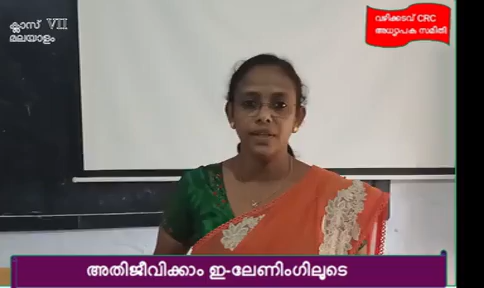 ക്ലാസ് VII
മലയാളം
വഴിക്കടവ് CRC
അധ്യാപക സമിതി
അതിജീവിക്കാം ഇ-ലേണിംഗിലൂടെ